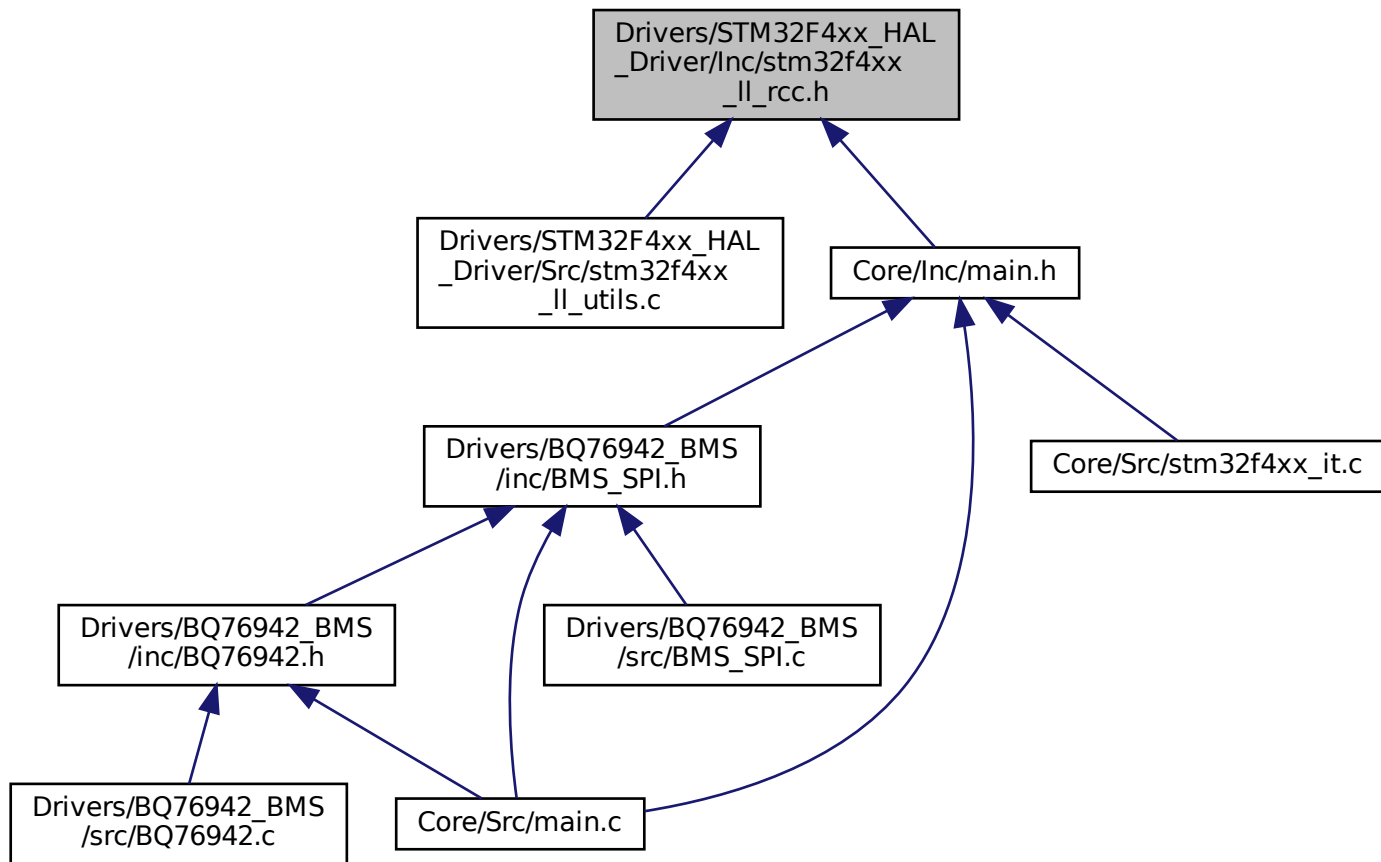 Drivers/STM32F4xx_HAL
_Driver/Inc/stm32f4xx
_ll_rcc.h
Drivers/STM32F4xx_HAL
_Driver/Src/stm32f4xx
_ll_utils.c
Core/Inc/main.h
Drivers/BQ76942_BMS
/inc/BMS_SPI.h
Core/Src/stm32f4xx_it.c
Drivers/BQ76942_BMS
/inc/BQ76942.h
Drivers/BQ76942_BMS
/src/BMS_SPI.c
Drivers/BQ76942_BMS
/src/BQ76942.c
Core/Src/main.c